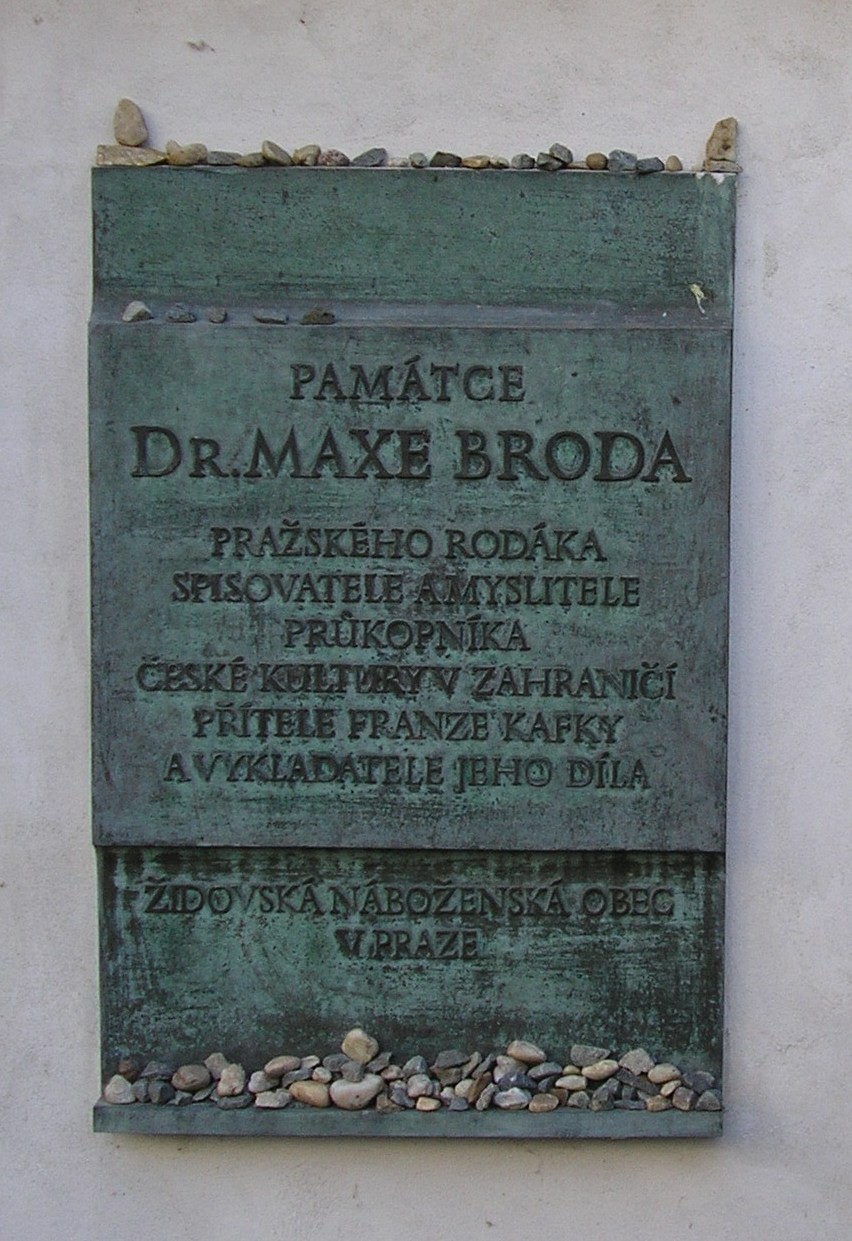 PAMÁTCE
DR. MAXE BRODA
PRAŽSKÉHO RODÁKA
SPISOVATELE A MYSLITELE
PRŮKOPNÍKA
ČESKÉ KULTURY V ZAHRANIČÍ
PŘÍTELE FRANZE KAFKY
A VYKLADATELE JEHO DÍLA
ŽIDOVSKÁ NÁBOŽENSKÁ OBEC
V PRAZE